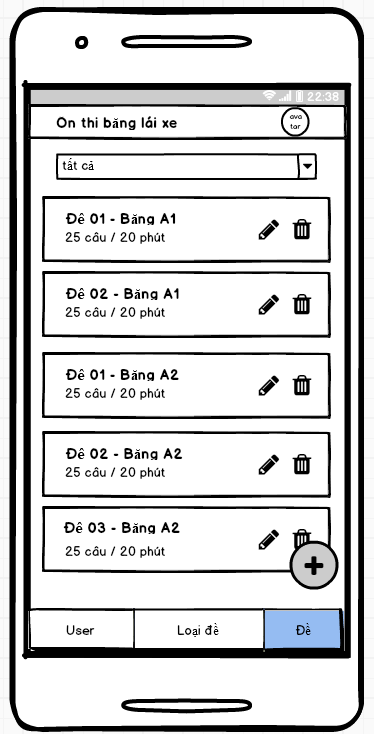 22:38
On thi băng lái xe
ava
tar
tất cả
Đê 01 - Băng A1
25 câu / 20 phút
Đê 02 - Băng A1
25 câu / 20 phút
Đê 01 - Băng A2
25 câu / 20 phút
Đê 02 - Băng A2
25 câu / 20 phút
Đê 03 - Băng A2
25 câu / 20 phút
User
Loại đề
Đề